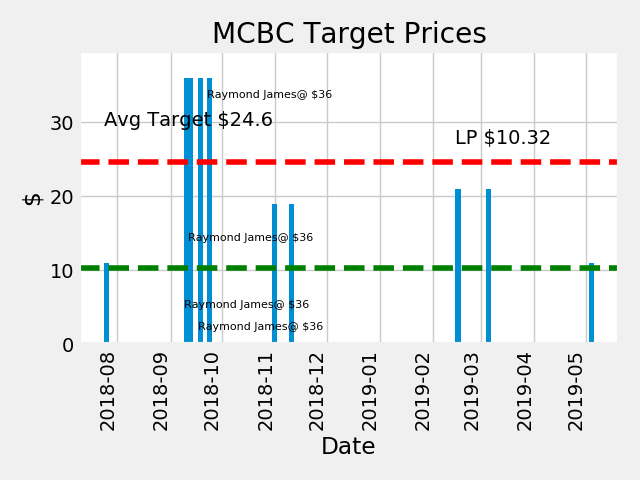 MCBC Target Prices
Raymond James@ $36
Avg Target $24.6
LP $10.32
Raymond James@ $36
Raymond James@ $36
Raymond James@ $36
$
30
20
10
0
2018-08
2018-09
2018-10
2018-11
2018-12
2019-01
2019-02
2019-03
2019-04
2019-05
Date